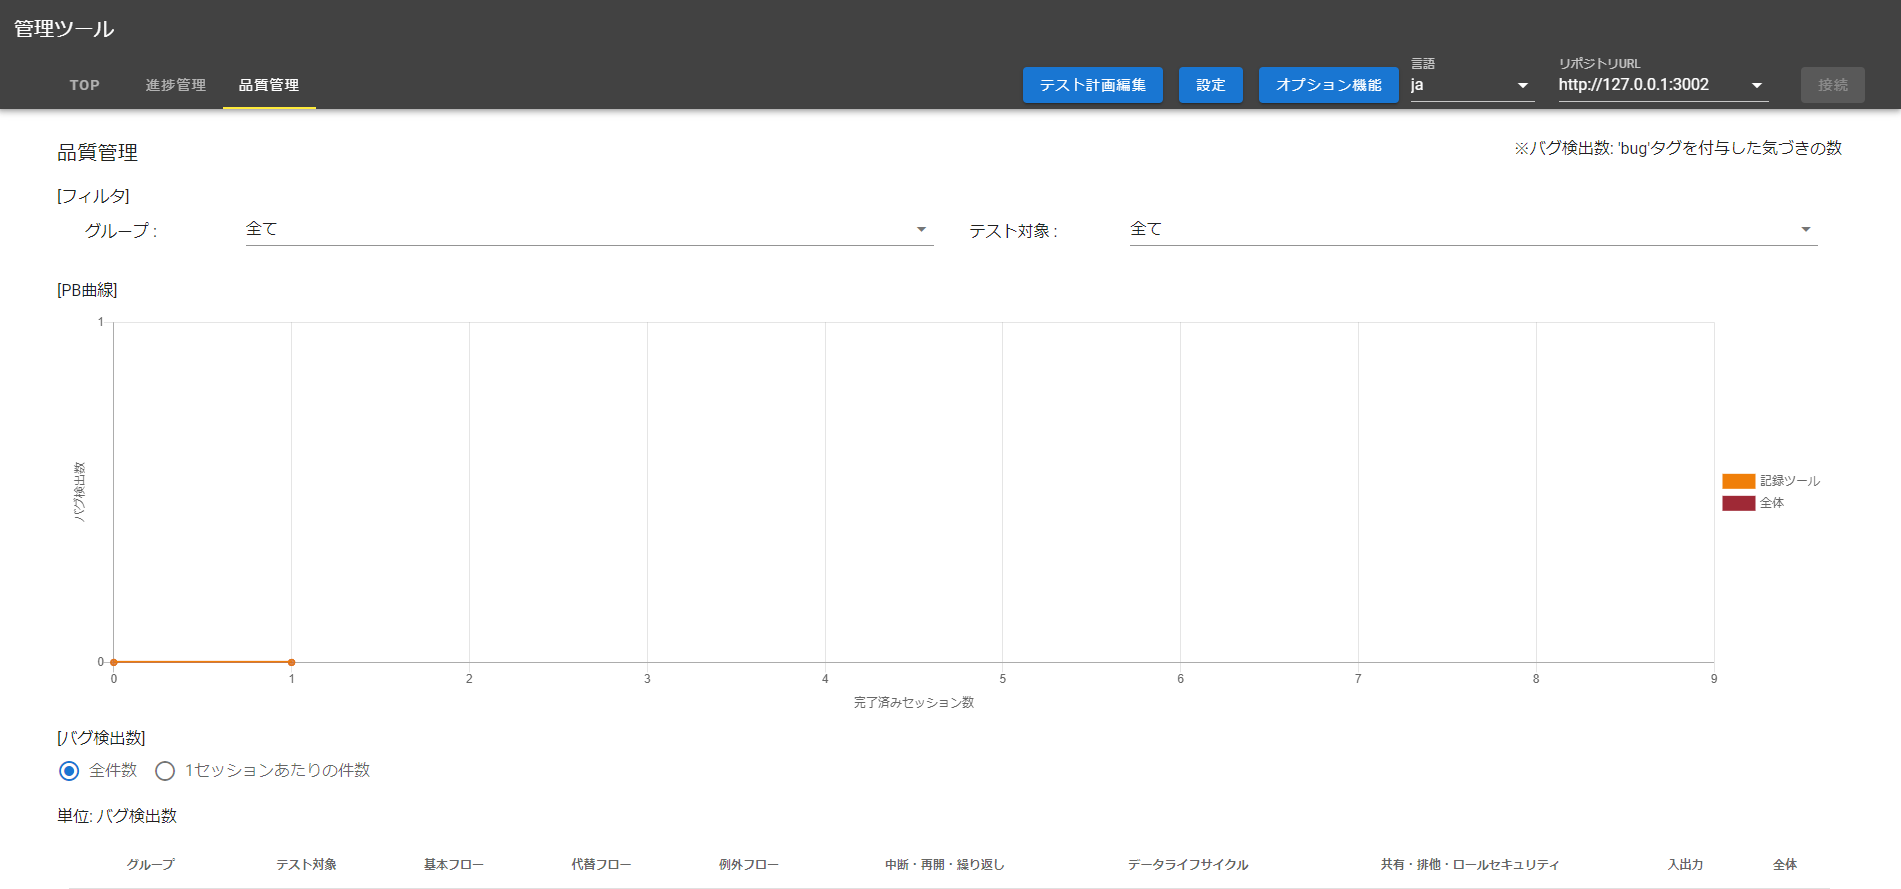 管理ツール
TOP 進捗管理 品質管理 テスト計画編集 設定 オプション機能 言語 ja リポジトリURL http://127.0.0.1:3002 接続
品質管理 ※バグ検出数: 'bug'タグを付与した気づきの数
[フィルタ]
グループ : 全て テスト対象 : 全て
[PB曲線]
1
バグ検出数
記録ツール
全体
0
0 1 2 3 4 5 6 7 8 9
完了済みセッション数
[バグ検出数]
全件数 1セッションあたりの件数
単位: バグ検出数
グループ テスト対象 基本フロー 代替フロー 例外フロー 中断・再開・繰り返し データライフサイクル 共有・排他・ロールセキュリティ 入出力 全体